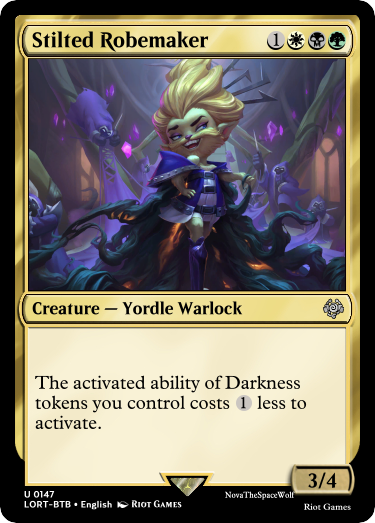 Stilted Robemaker 1
Creature — Yordle Warlock
The activated ability of Darkness
tokens you control costs 1 less to
activate.
3/4
U 0147
LORT-BTB • English RIOT GAMES
NovaTheSpaceWolf
Riot Games